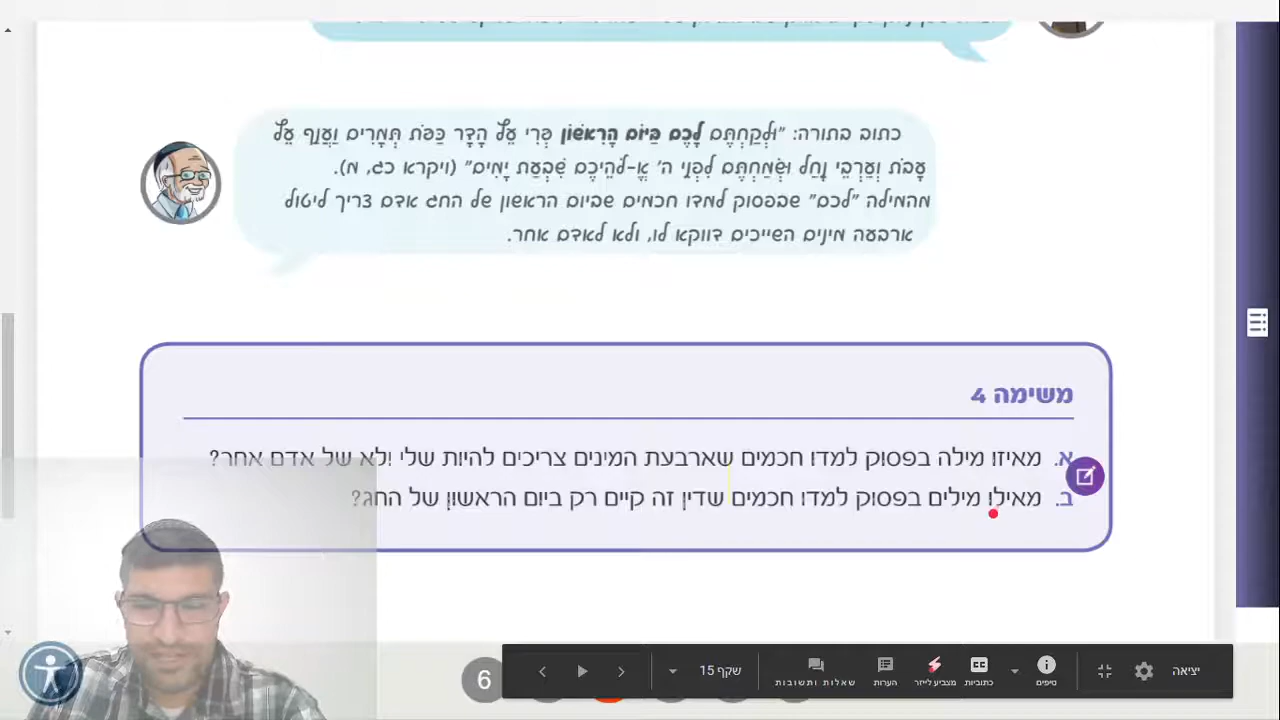 כתוב בתורה: "וּלְקַחְתֶּם לָכֶם בַּיּוֹם הָרִאשׁוֹן פְּרִי עֵץ הָדָר כַּפֹּת תְּמָרִים וַעֲנַף עֵץ
עָבֹת וְעַרְבֵי נָחַל וּשְׂמַחְתֶּם לִפְנֵי ה' אֱ-לֹהֵיכֶם שִׁבְעַת יָמִים" (ויקרא כג, מ).
מהמילה "לכם" שבפסוק למדו חכמים שביום הראשון של החג אדם צריך ליטול
ארבעה מינים השייכים דווקא לו, ולא לאדם אחר.
משימה 4
א. מאיזו מילה בפסוק למדו חכמים שארבעת המינים צריכים להיות שלי ולא של אדם אחר?
ב. מאילו מילים בפסוק למדו חכמים שדין זה קיים רק ביום הראשון של החג?
6
שקף 15
שאלות ותשובות
הערות
מצביע לייזר
כתוביות
טיפים
יציאה